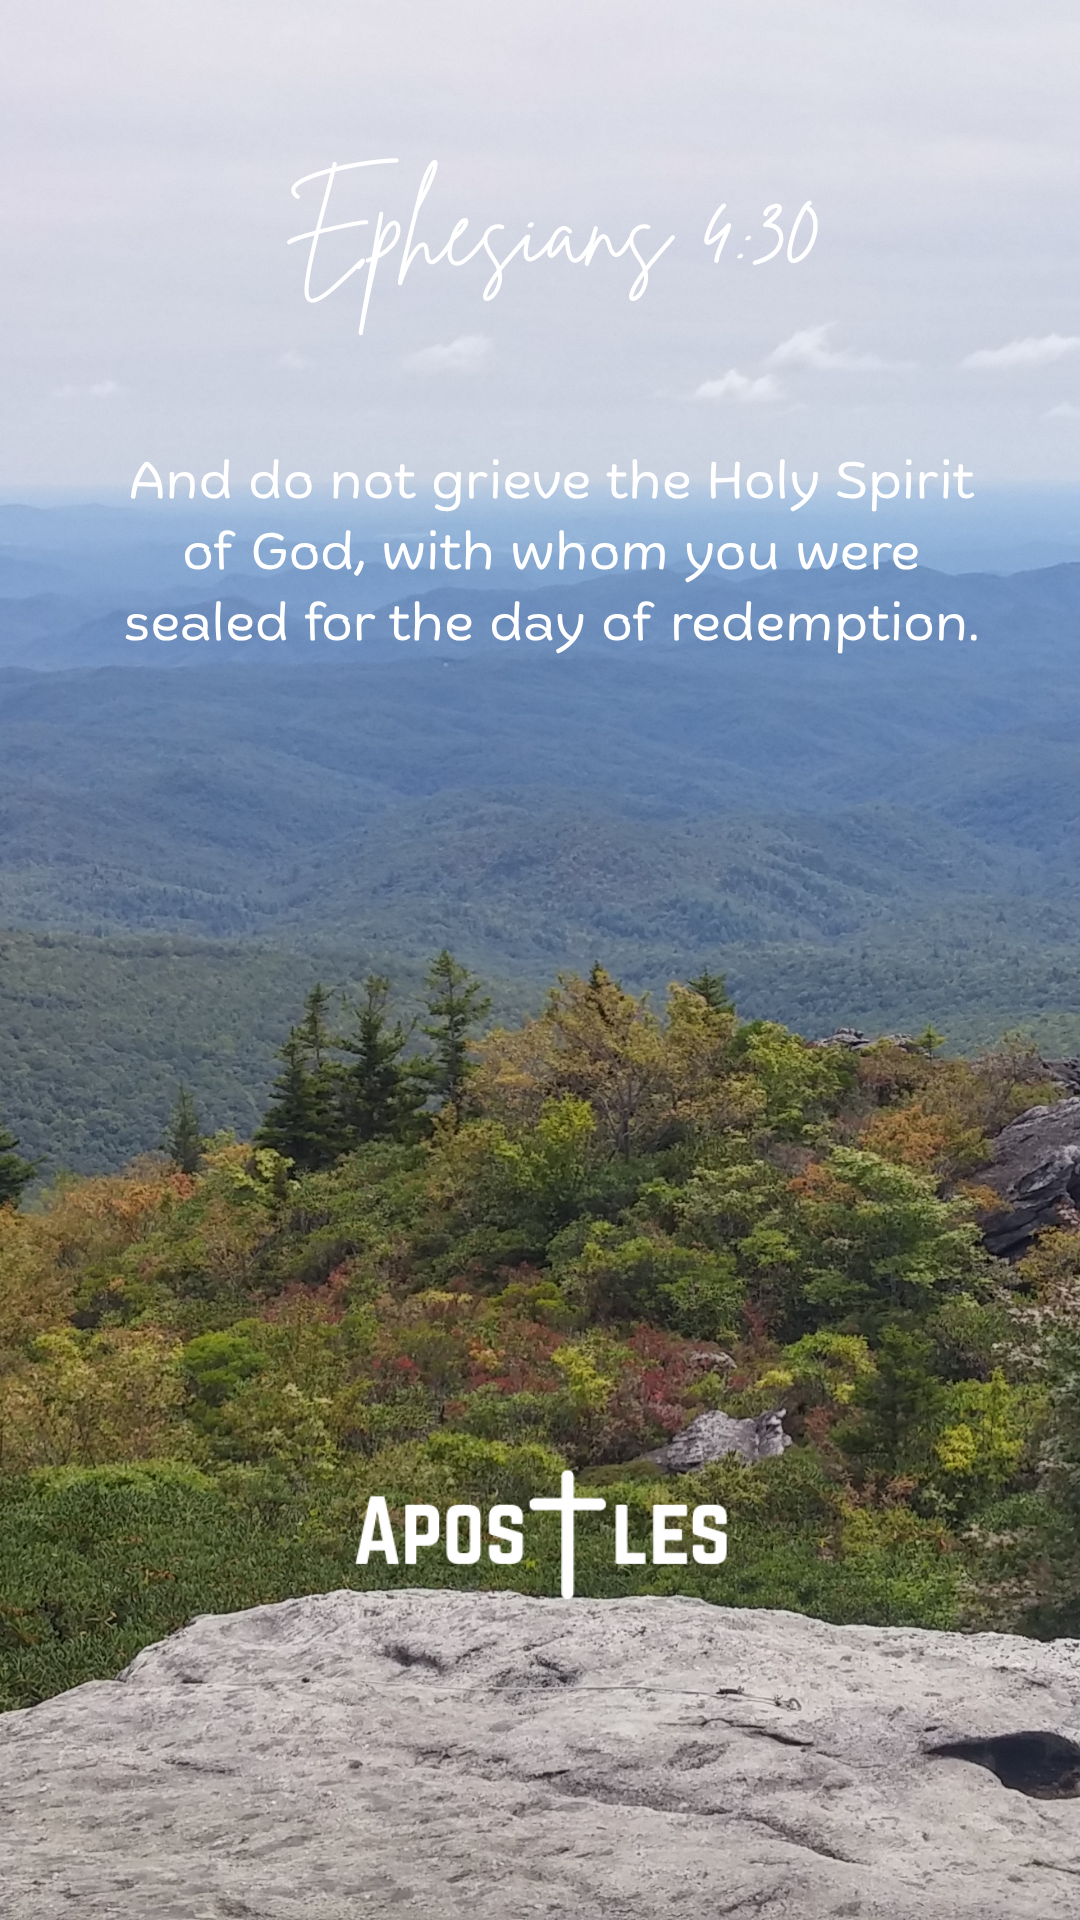 Ephesians 4:30
And do not grieve the Holy Spirit
of God, with whom you were
sealed for the day of redemption.
APOSTLES